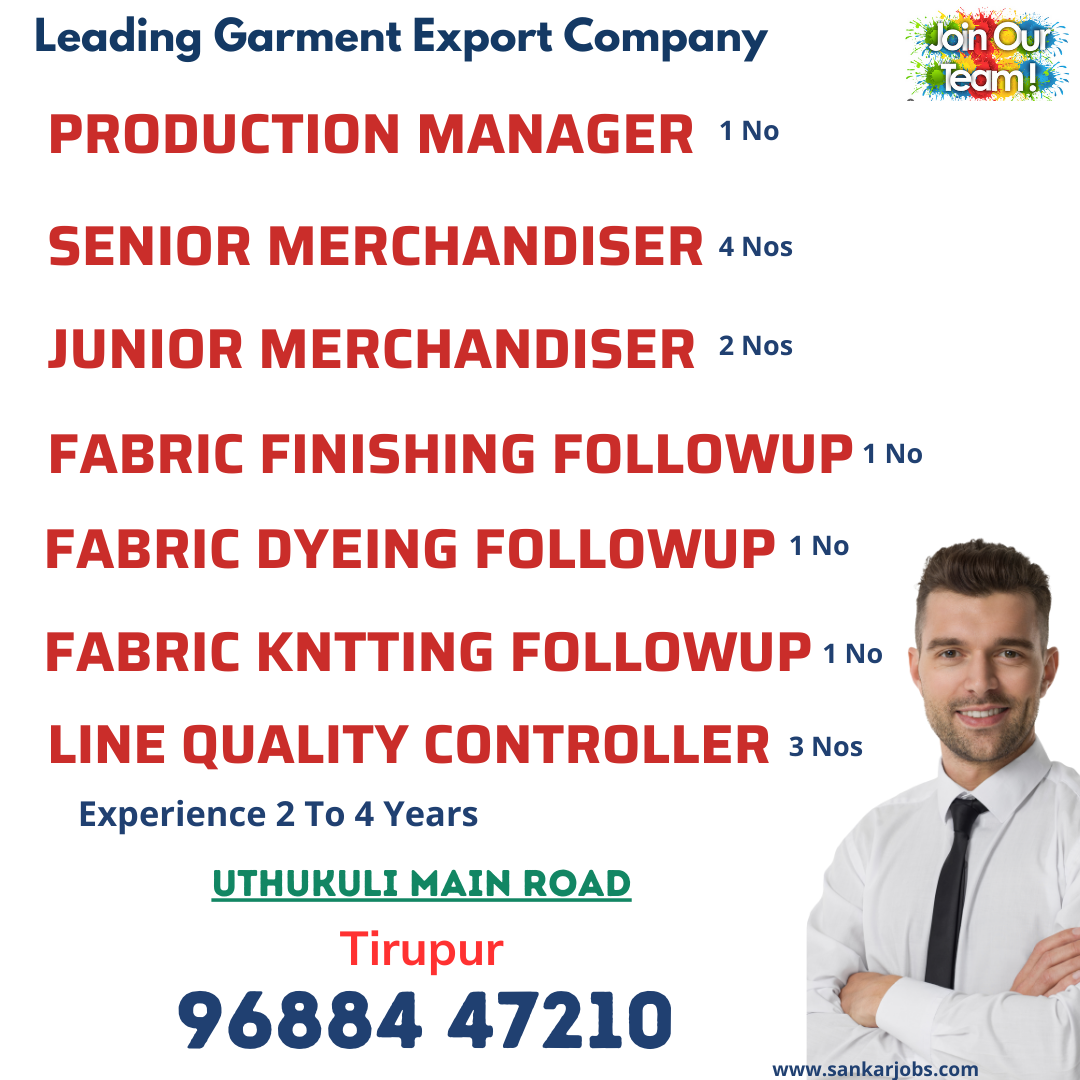 Leading Garment Export Company
Join Our
Team !
PRODUCTION MANAGER 1 No
SENIOR MERCHANDISER 4 Nos
JUNIOR MERCHANDISER 2 Nos
FABRIC FINISHING FOLLOWUP 1 No
FABRIC DYEING FOLLOWUP 1 No
FABRIC KNTTING FOLLOWUP 1 No
LINE QUALITY CONTROLLER 3 Nos
Experience 2 To 4 Years
UTHUKULI MAIN ROAD
Tirupur
96884 47210
www.sankarjobs.com